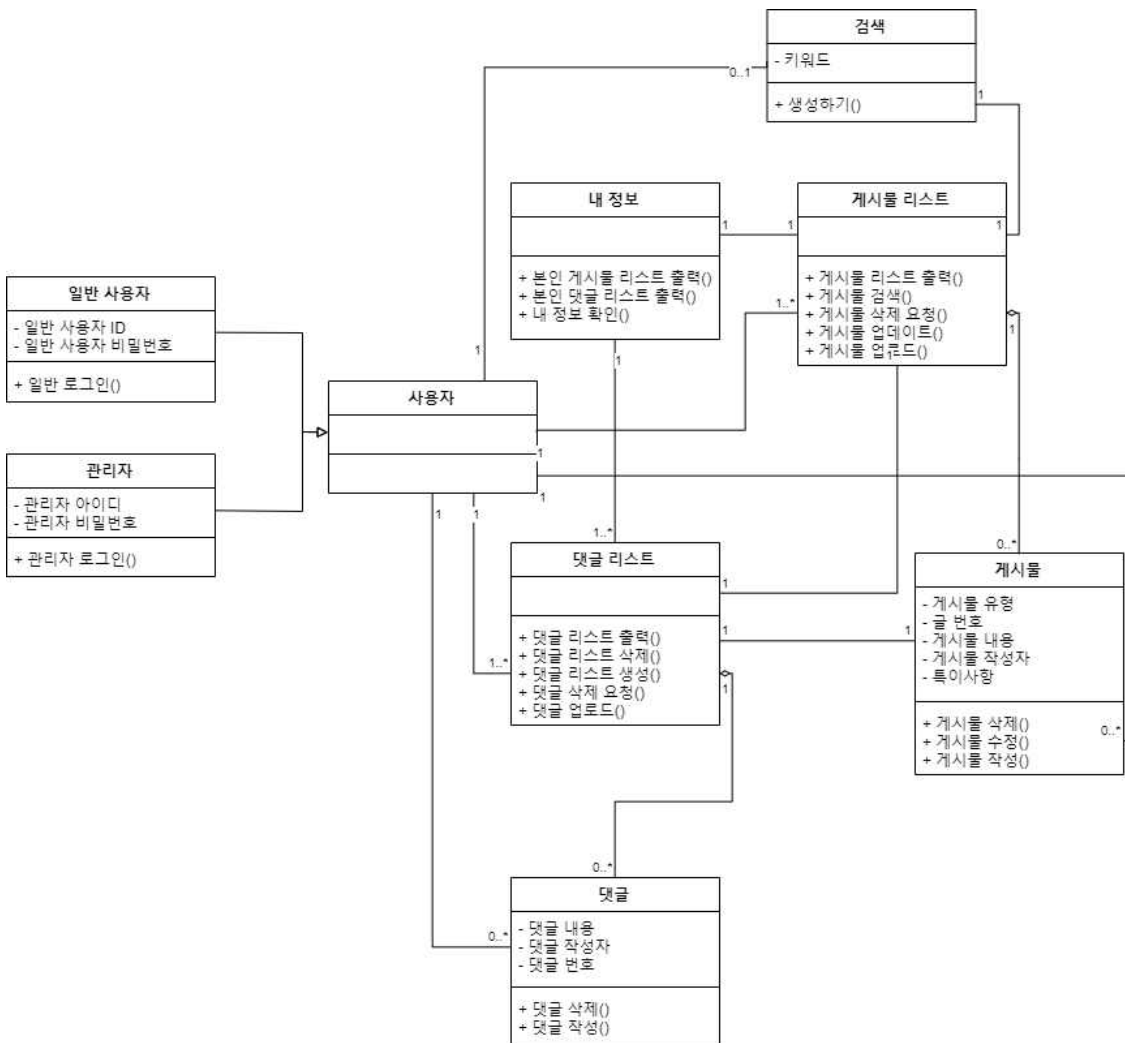 검색
- 키워드
+ 생성하기()
0..1
1
내 정보
+ 본인 게시물 리스트 출력()
+ 본인 댓글 리스트 출력()
+ 내 정보 확인()
1
1
1
게시물 리스트
1
+ 게시물 리스트 출력()
+ 게시물 검색()
+ 게시물 삭제 요청()
+ 게시물 업데이트()
+ 게시물 업로드()
1..*
1
1
일반 사용자
- 일반 사용자 ID
- 일반 사용자 비밀번호
+ 일반 로그인()
관리자
- 관리자 아이디
- 관리자 비밀번호
+ 관리자 로그인()
1
사용자
1
1
1
1
1..*
댓글 리스트
+ 댓글 리스트 출력()
+ 댓글 리스트 삭제()
+ 댓글 리스트 생성()
+ 댓글 삭제 요청()
+ 댓글 업로드()
1..*
1
1
1
1
0..*
게시물
- 게시물 유형
- 글 번호
- 게시물 내용
- 게시물 작성자
- 특이사항
+ 게시물 삭제()
+ 게시물 수정()
+ 게시물 작성()
0..*
0..*
댓글
- 댓글 내용
- 댓글 작성자
- 댓글 번호
+ 댓글 삭제()
+ 댓글 작성()
0..*